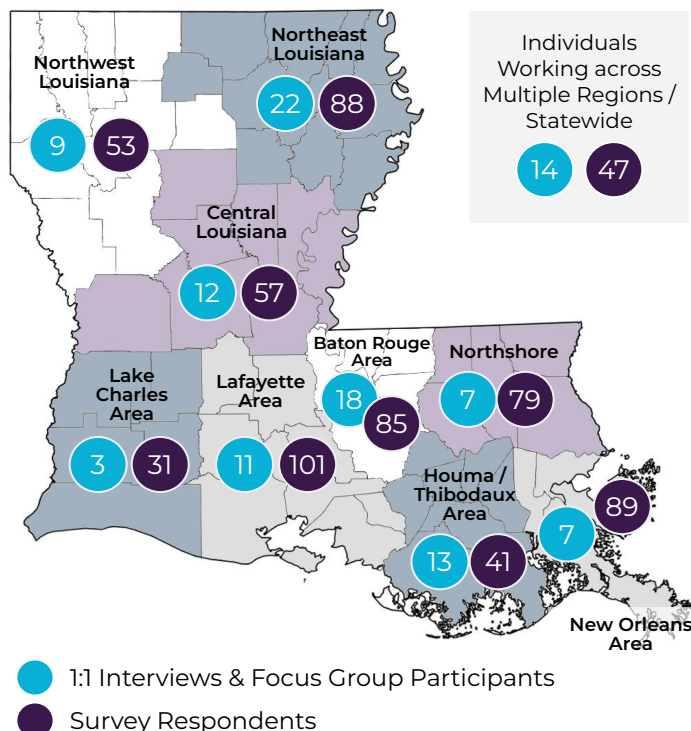 Northwest
Louisiana
9 53
Northeast
Louisiana
22 88
Individuals
Working across
Multiple Regions /
Statewide
14 47
Central
Louisiana
12 57
Baton Rouge
Area
18
85
Northshore
7 79
Lake
Charles
Area
3 31
Lafayette
Area
11 101
Houma /
Thibodaux
Area
13 41
89
7
New Orleans
Area
1:1 Interviews & Focus Group Participants
Survey Respondents